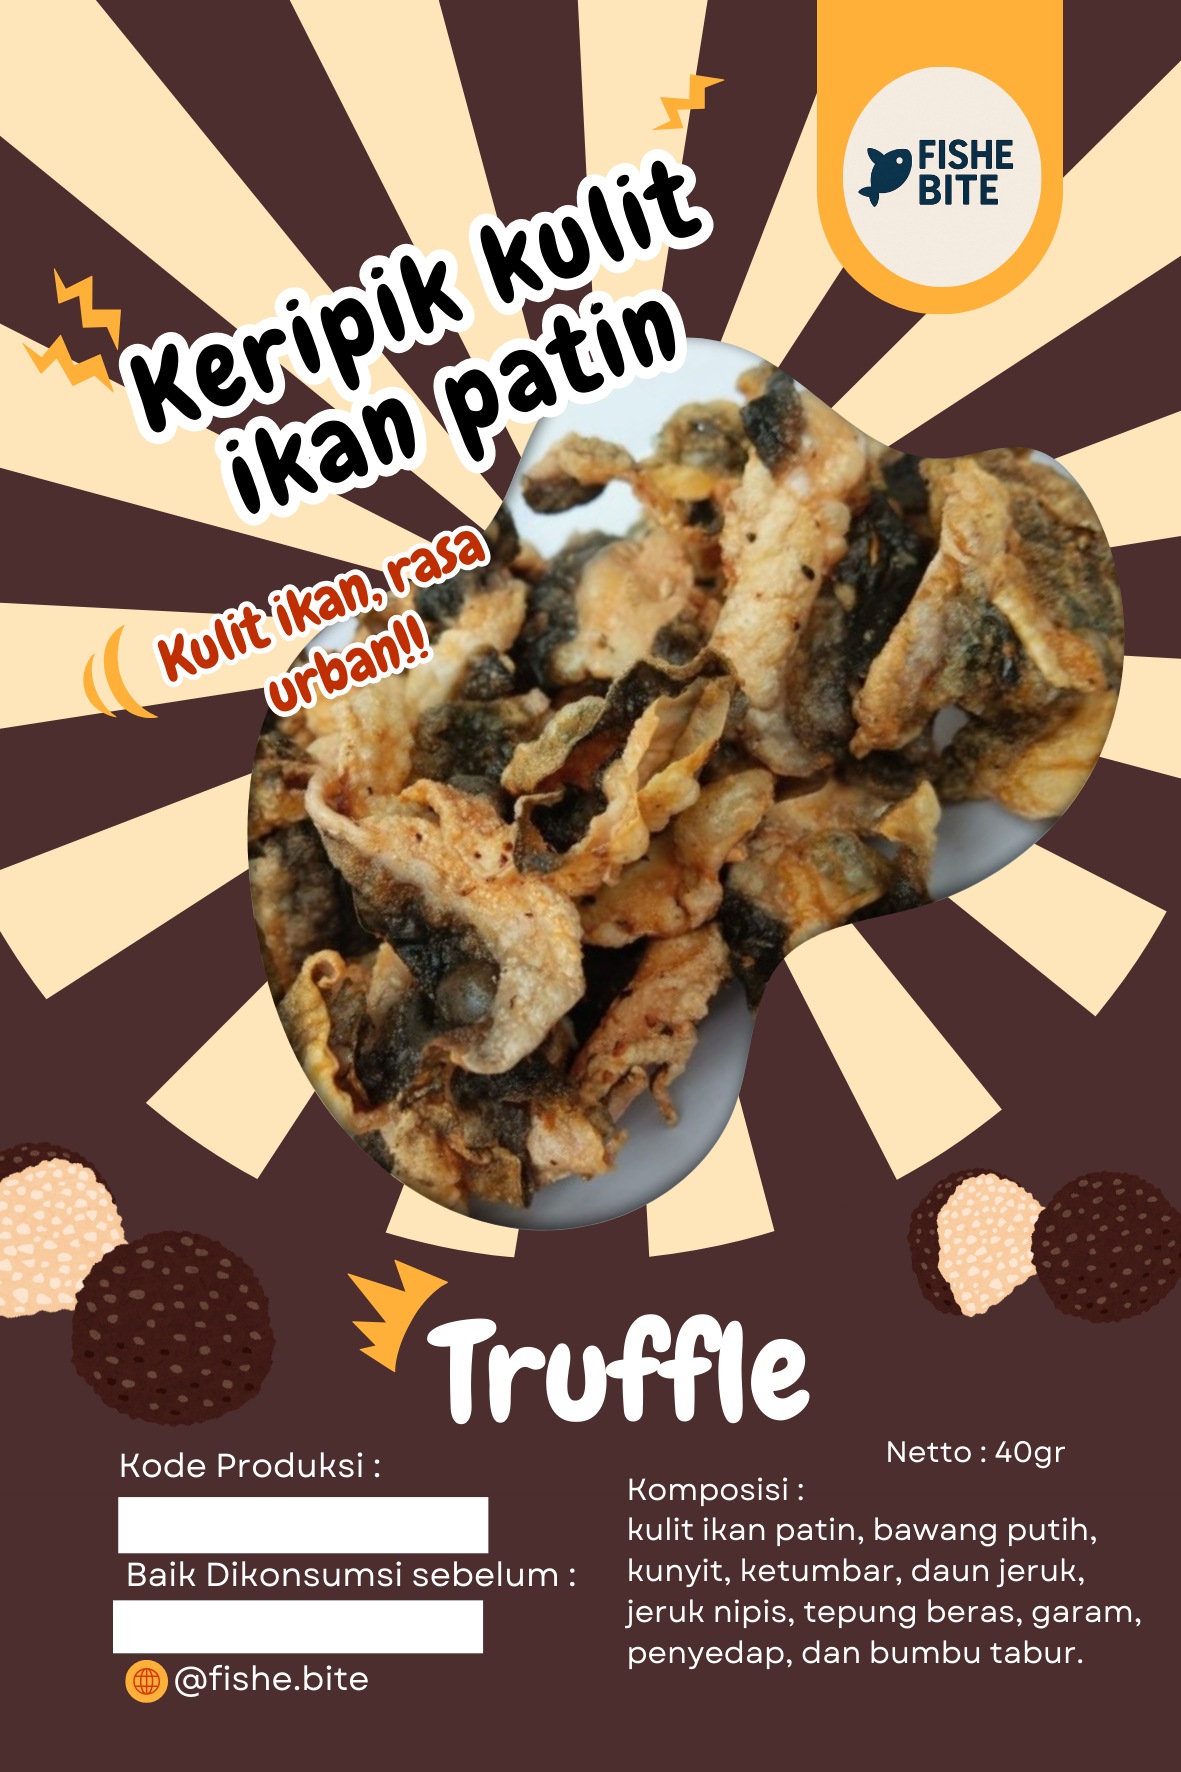 FISHE
BITE
Keripik kulit
ikan patin
Kulit ikan, rasa
urban!!
Truffle
Kode Produksi :
Baik Dikonsumsi sebelum :
@fishe.bite
Netto : 40gr
Komposisi :
kulit ikan patin, bawang putih,
kunyit, ketumbar, daun jeruk,
jeruk nipis, tepung beras, garam,
penyedap, dan bumbu tabur.